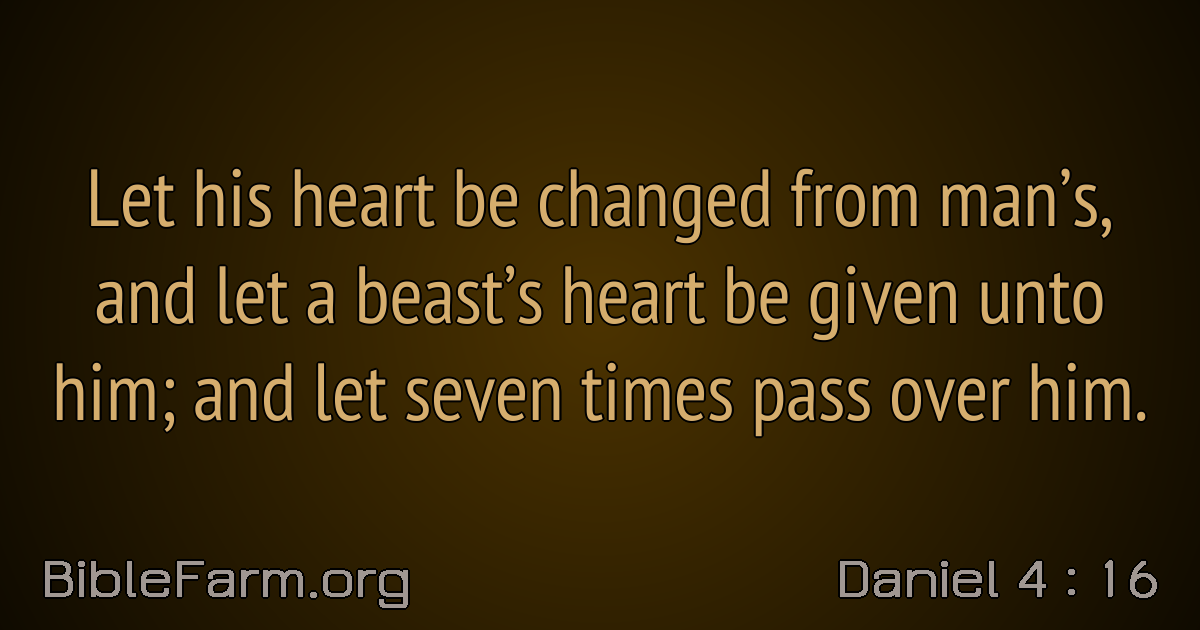 Let his heart be changed from man’s,
and let a beast’s heart be given unto
him; and let seven times pass over him.
BibleFarm.org
Daniel 4 : 16